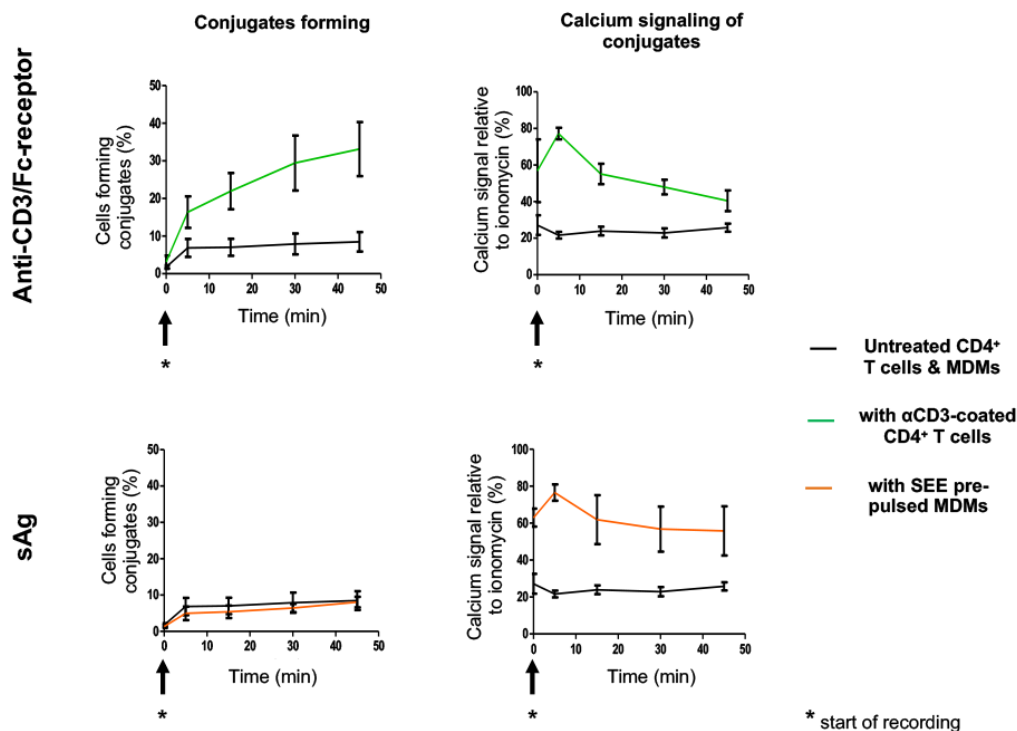 Conjugates forming
Calcium signaling of
conjugates
Anti-CD3/Fc-receptor
Cells forming
conjugates (%)
50
40
30
20
10
0
0 10 20 30 40 50
Time (min)
*
Calcium signal relative
to ionomycin (%)
100
80
60
40
20
0
0 10 20 30 40 50
Time (min)
*
Untreated CD4⁺
T cells & MDMs
with αCD3-coated
CD4⁺ T cells
with SEE pre-
pulsed MDMs
sAg
Cells forming
conjugates (%)
50
40
30
20
10
0
0 10 20 30 40 50
Time (min)
*
Calcium signal relative
to ionomycin (%)
100
80
60
40
20
0
0 10 20 30 40 50
Time (min)
*
* start of recording